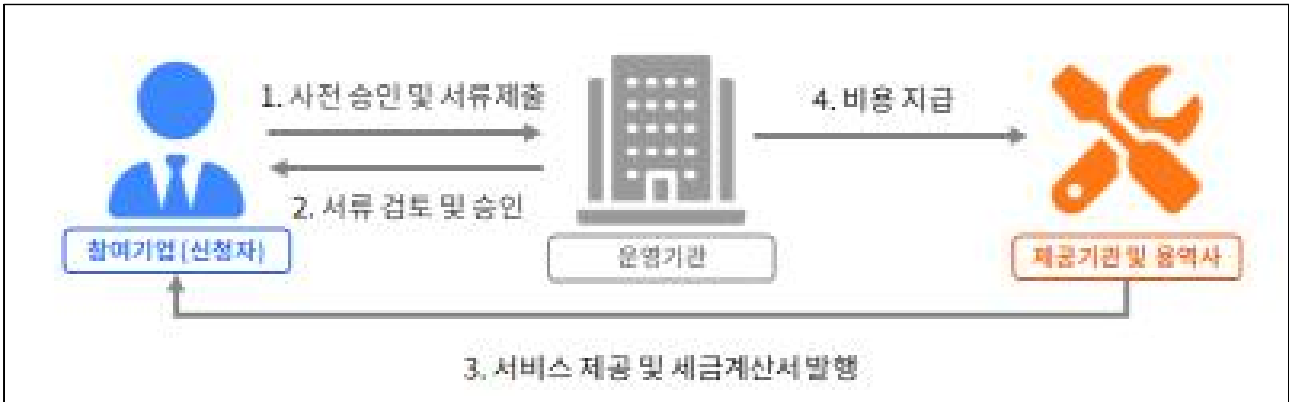 1. 사전 승인 및 서류제출
4. 비용 지급
2. 서류 검토 및 승인
참여기업 (신청자)
운영기관
제공기관 및 용역사
3. 서비스 제공 및 세금계산서 발행